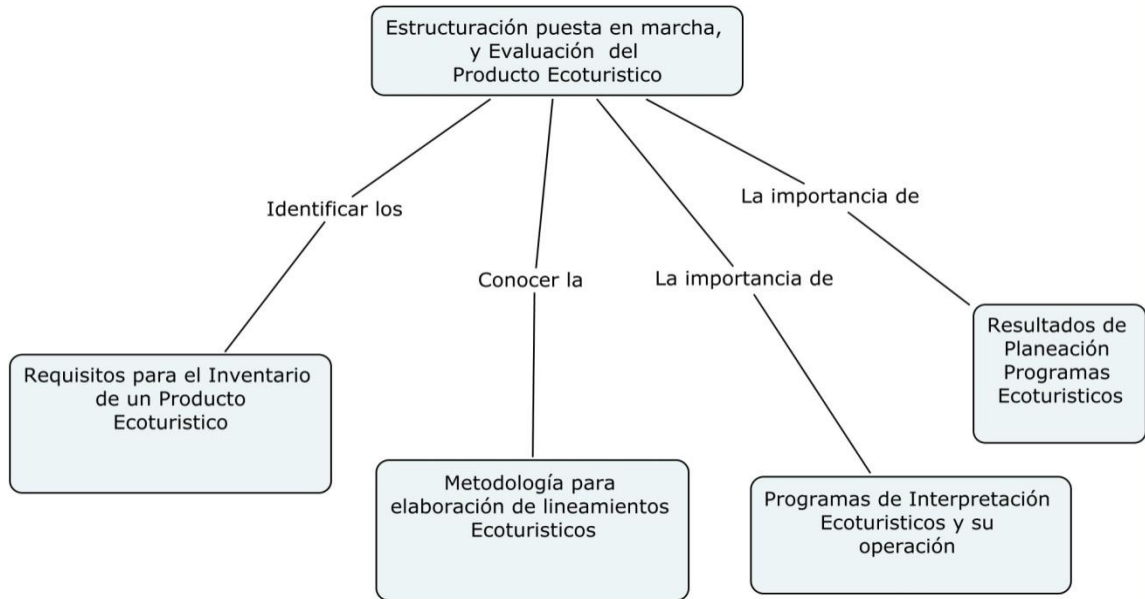 Estructuración puesta en marcha,
y Evaluación del
Producto Ecoturistico
Identificar los
Conocer la
La importancia de
La importancia de
Requisitos para el Inventario
de un Producto
Ecoturistico
Metodología para
elaboración de lineamientos
Ecoturisticos
Programas de Interpretación
Ecoturisticos y su
operación
Resultados de
Planeación
Programas
Ecoturisticos